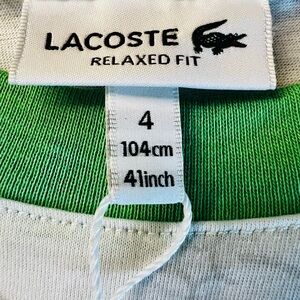 LACOSTE
RELAXED FIT
4
104cm
41inch